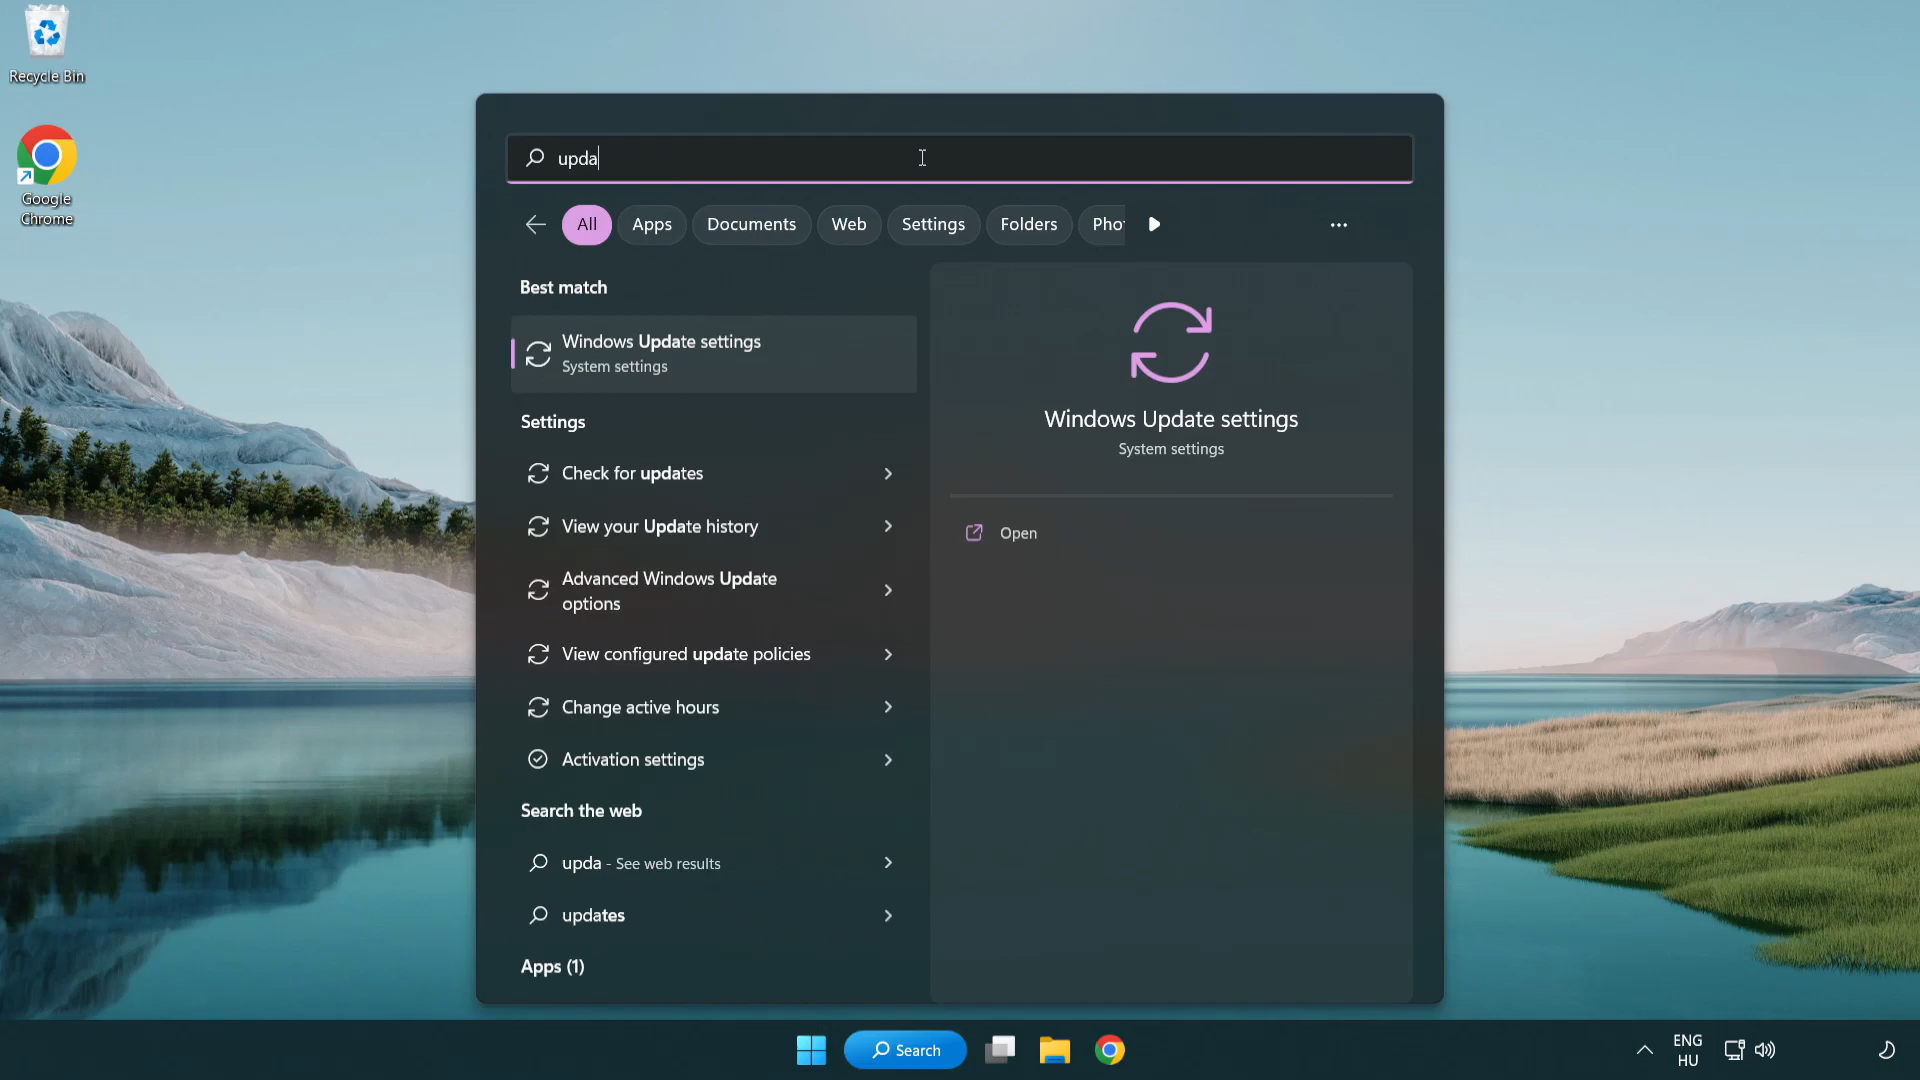 Recycle Bin
Google
Chrome
upda
All
Apps
Documents
Web
Settings
Folders
Pho
Best match
Windows Update settings
System settings
Settings
Check for updates
View your Update history
Advanced Windows Update
options
View configured update policies
Change active hours
Activation settings
Search the web
upda - See web results
updates
Apps (1)
Windows Update settings
System settings
Open
Search
ENG
HU